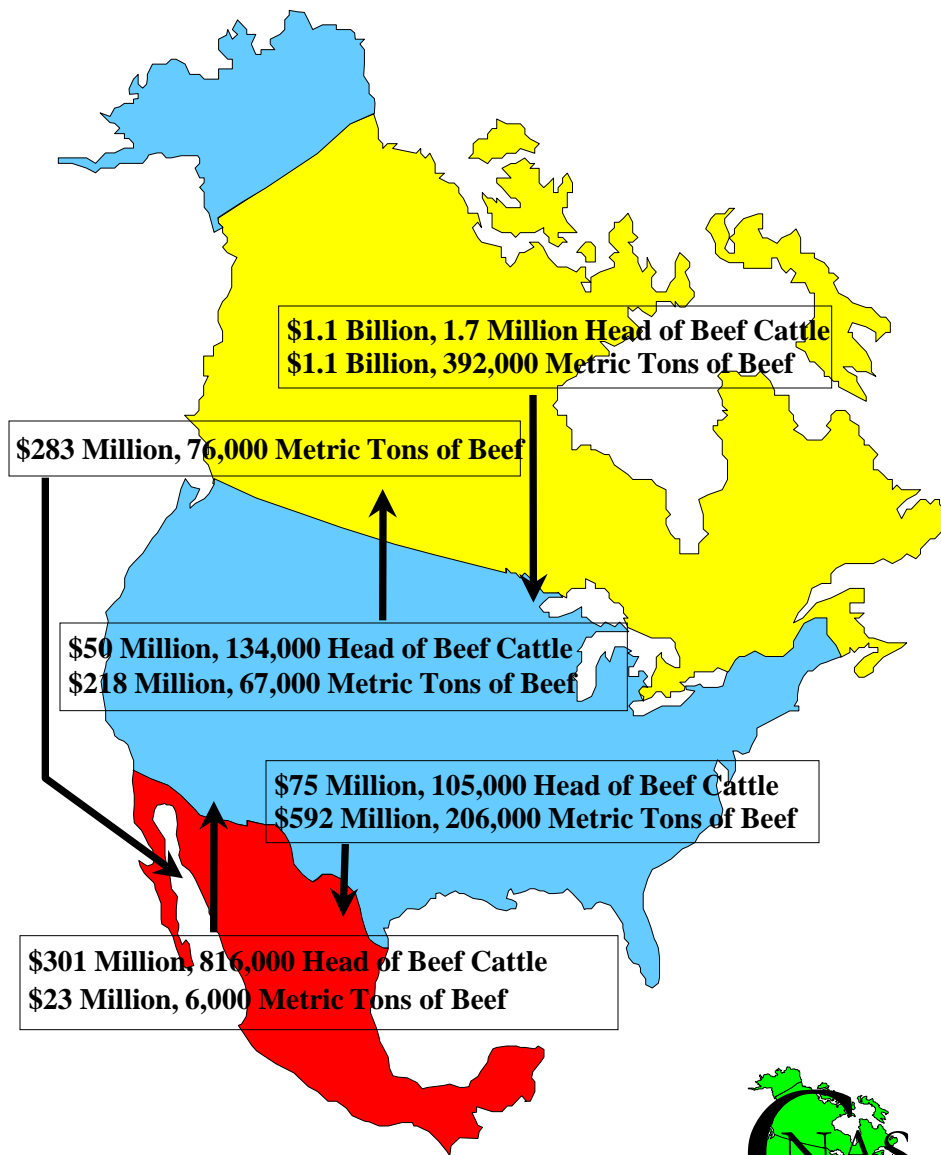 $1.1 Billion, 1.7 Million Head of Beef Cattle
$1.1 Billion, 392,000 Metric Tons of Beef
$283 Million, 76,000 Metric Tons of Beef
$50 Million, 134,000 Head of Beef Cattle
$218 Million, 67,000 Metric Tons of Beef
$75 Million, 105,000 Head of Beef Cattle
$592 Million, 206,000 Metric Tons of Beef
$301 Million, 816,000 Head of Beef Cattle
$23 Million, 6,000 Metric Tons of Beef
CNAS